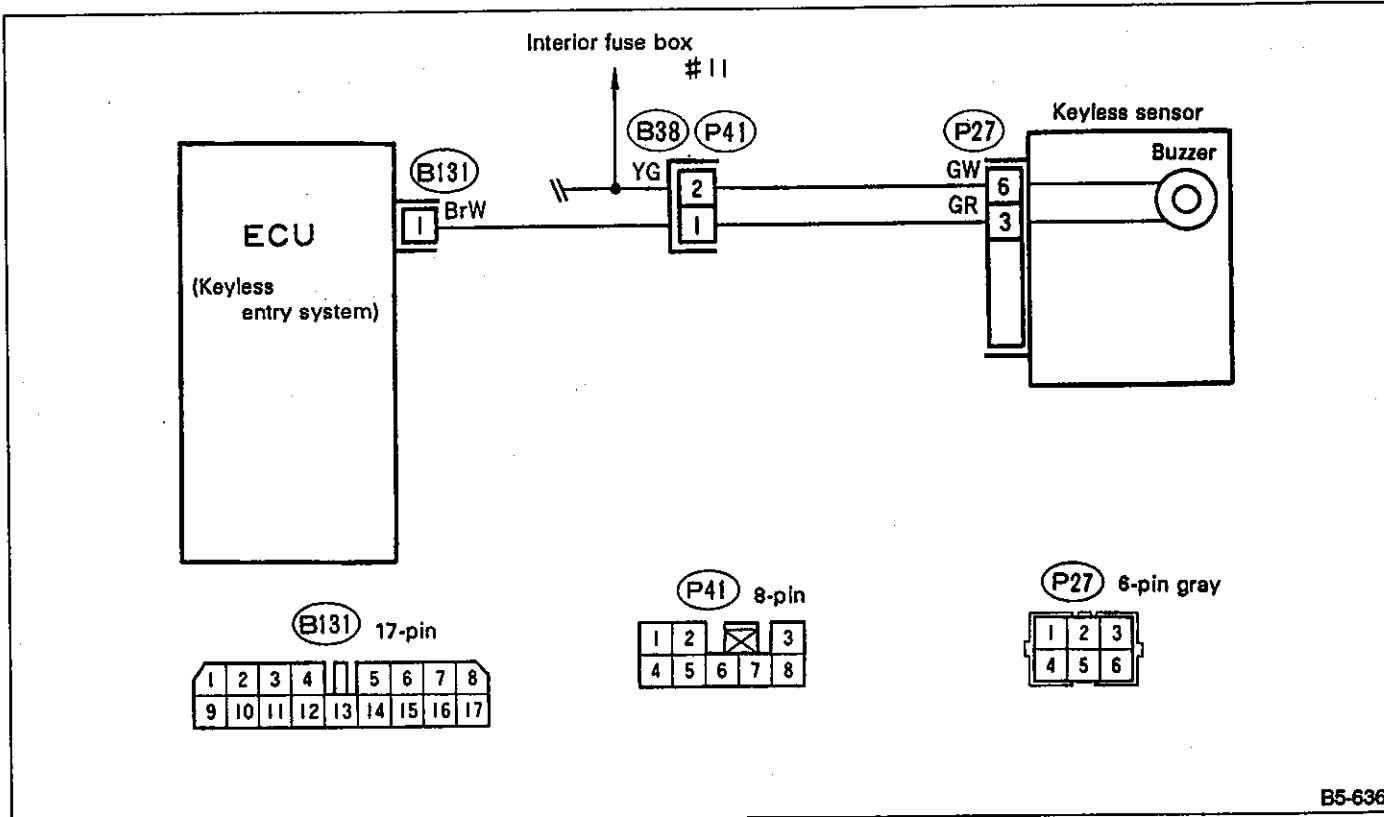 Interior fuse box
#11
B38 P41
P27
Keyless sensor
Buzzer
B131
YG
2
GW
6
1
BrW
1
GR
3
ECU
(Keyless
entry system)
B131 17-pin
1 2 3 4 5 6 7 8
9 10 11 12 13 14 15 16 17
P41 8-pin
1 2 3
4 5 6 7 8
P27 6-pin gray
1 2 3
4 5 6
B5-636